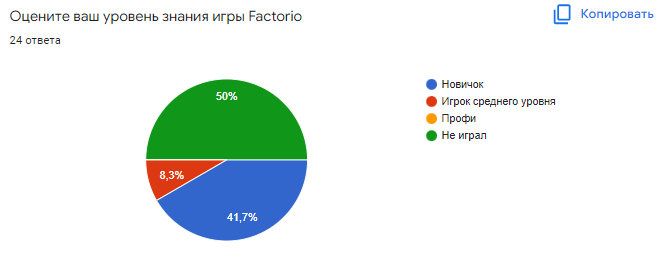 Оцените ваш уровень знания игры Factorio
Копировать
24 ответа
50%
8,3%
41,7%
Новичок
Игрок среднего уровня
Профи
Не играл